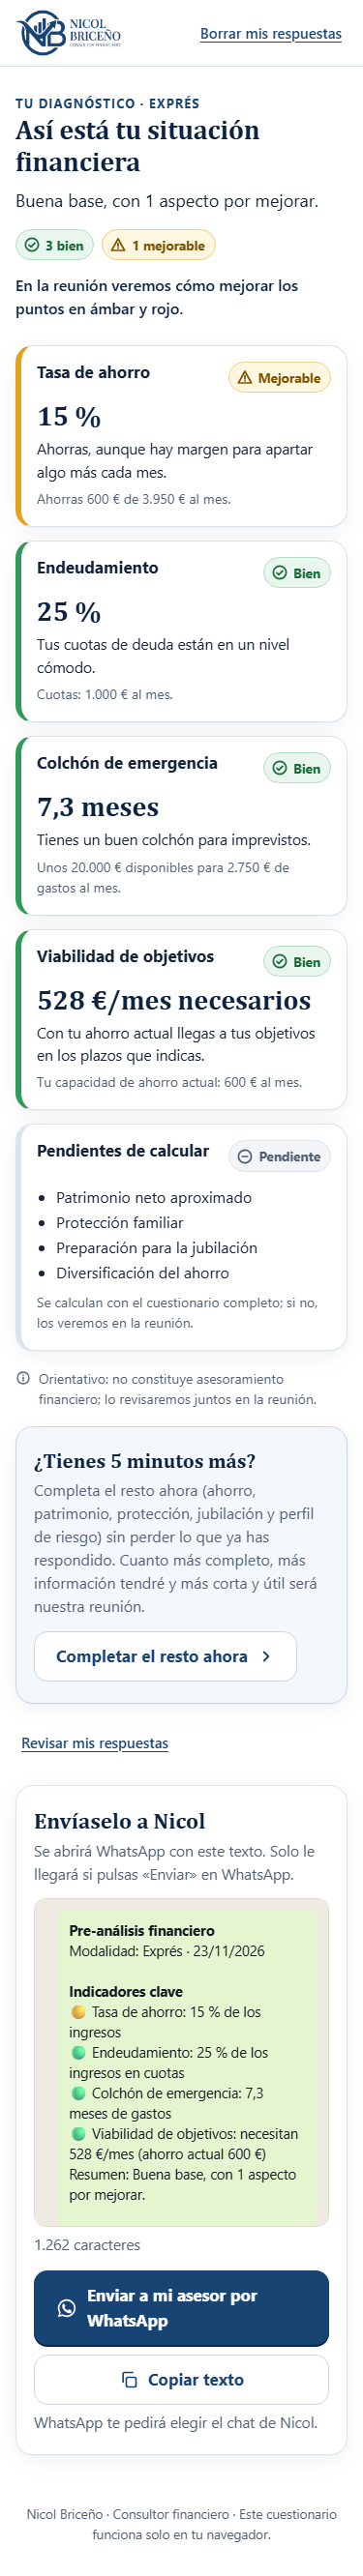 NICOL
BRICEÑO
CONSULTOR FINANCIERO
Borrar mis respuestas
TU DIAGNÓSTICO · EXPRÉS
Así está tu situación
financiera
Buena base, con 1 aspecto por mejorar.
3 bien
1 mejorable
En la reunión veremos cómo mejorar los
puntos en ámbar y rojo.
Tasa de ahorro
Mejorable
15 %
Ahorras, aunque hay margen para apartar
algo más cada mes.
Ahorras 600 € de 3.950 € al mes.
Endeudamiento
Bien
25 %
Tus cuotas de deuda están en un nivel
cómodo.
Cuotas: 1.000 € al mes.
Colchón de emergencia
Bien
7,3 meses
Tienes un buen colchón para imprevistos.
Unos 20.000 € disponibles para 2.750 € de
gastos al mes.
Viabilidad de objetivos
Bien
528 €/mes necesarios
Con tu ahorro actual llegas a tus objetivos
en los plazos que indicas.
Tu capacidad de ahorro actual: 600 € al mes.
Pendientes de calcular
Pendiente
• Patrimonio neto aproximado
• Protección familiar
• Preparación para la jubilación
• Diversificación del ahorro
Se calculan con el cuestionario completo; si no,
los veremos en la reunión.
Orientativo: no constituye asesoramiento
financiero; lo revisaremos juntos en la reunión.
¿Tienes 5 minutos más?
Completa el resto ahora (ahorro,
patrimonio, protección, jubilación y perfil
de riesgo) sin perder lo que ya has
respondido. Cuanto más completo, más
información tendré y más corta y útil será
nuestra reunión.
Completar el resto ahora
Revisar mis respuestas
Envíaselo a Nicol
Se abrirá WhatsApp con este texto. Solo le
llegará si pulsas «Enviar» en WhatsApp.
Pre-análisis financiero
Modalidad: Exprés · 23/11/2026
Indicadores clave
Tasa de ahorro: 15 % de los
ingresos
Endeudamiento: 25 % de los
ingresos en cuotas
Colchón de emergencia: 7,3
meses de gastos
Viabilidad de objetivos: necesitan
528 €/mes (ahorro actual 600 €)
Resumen: Buena base, con 1 aspecto
por mejorar.
1.262 caracteres
Enviar a mi asesor por
WhatsApp
Copiar texto
WhatsApp te pedirá elegir el chat de Nicol.
Nicol Briceño · Consultor financiero · Este cuestionario
funciona solo en tu navegador.